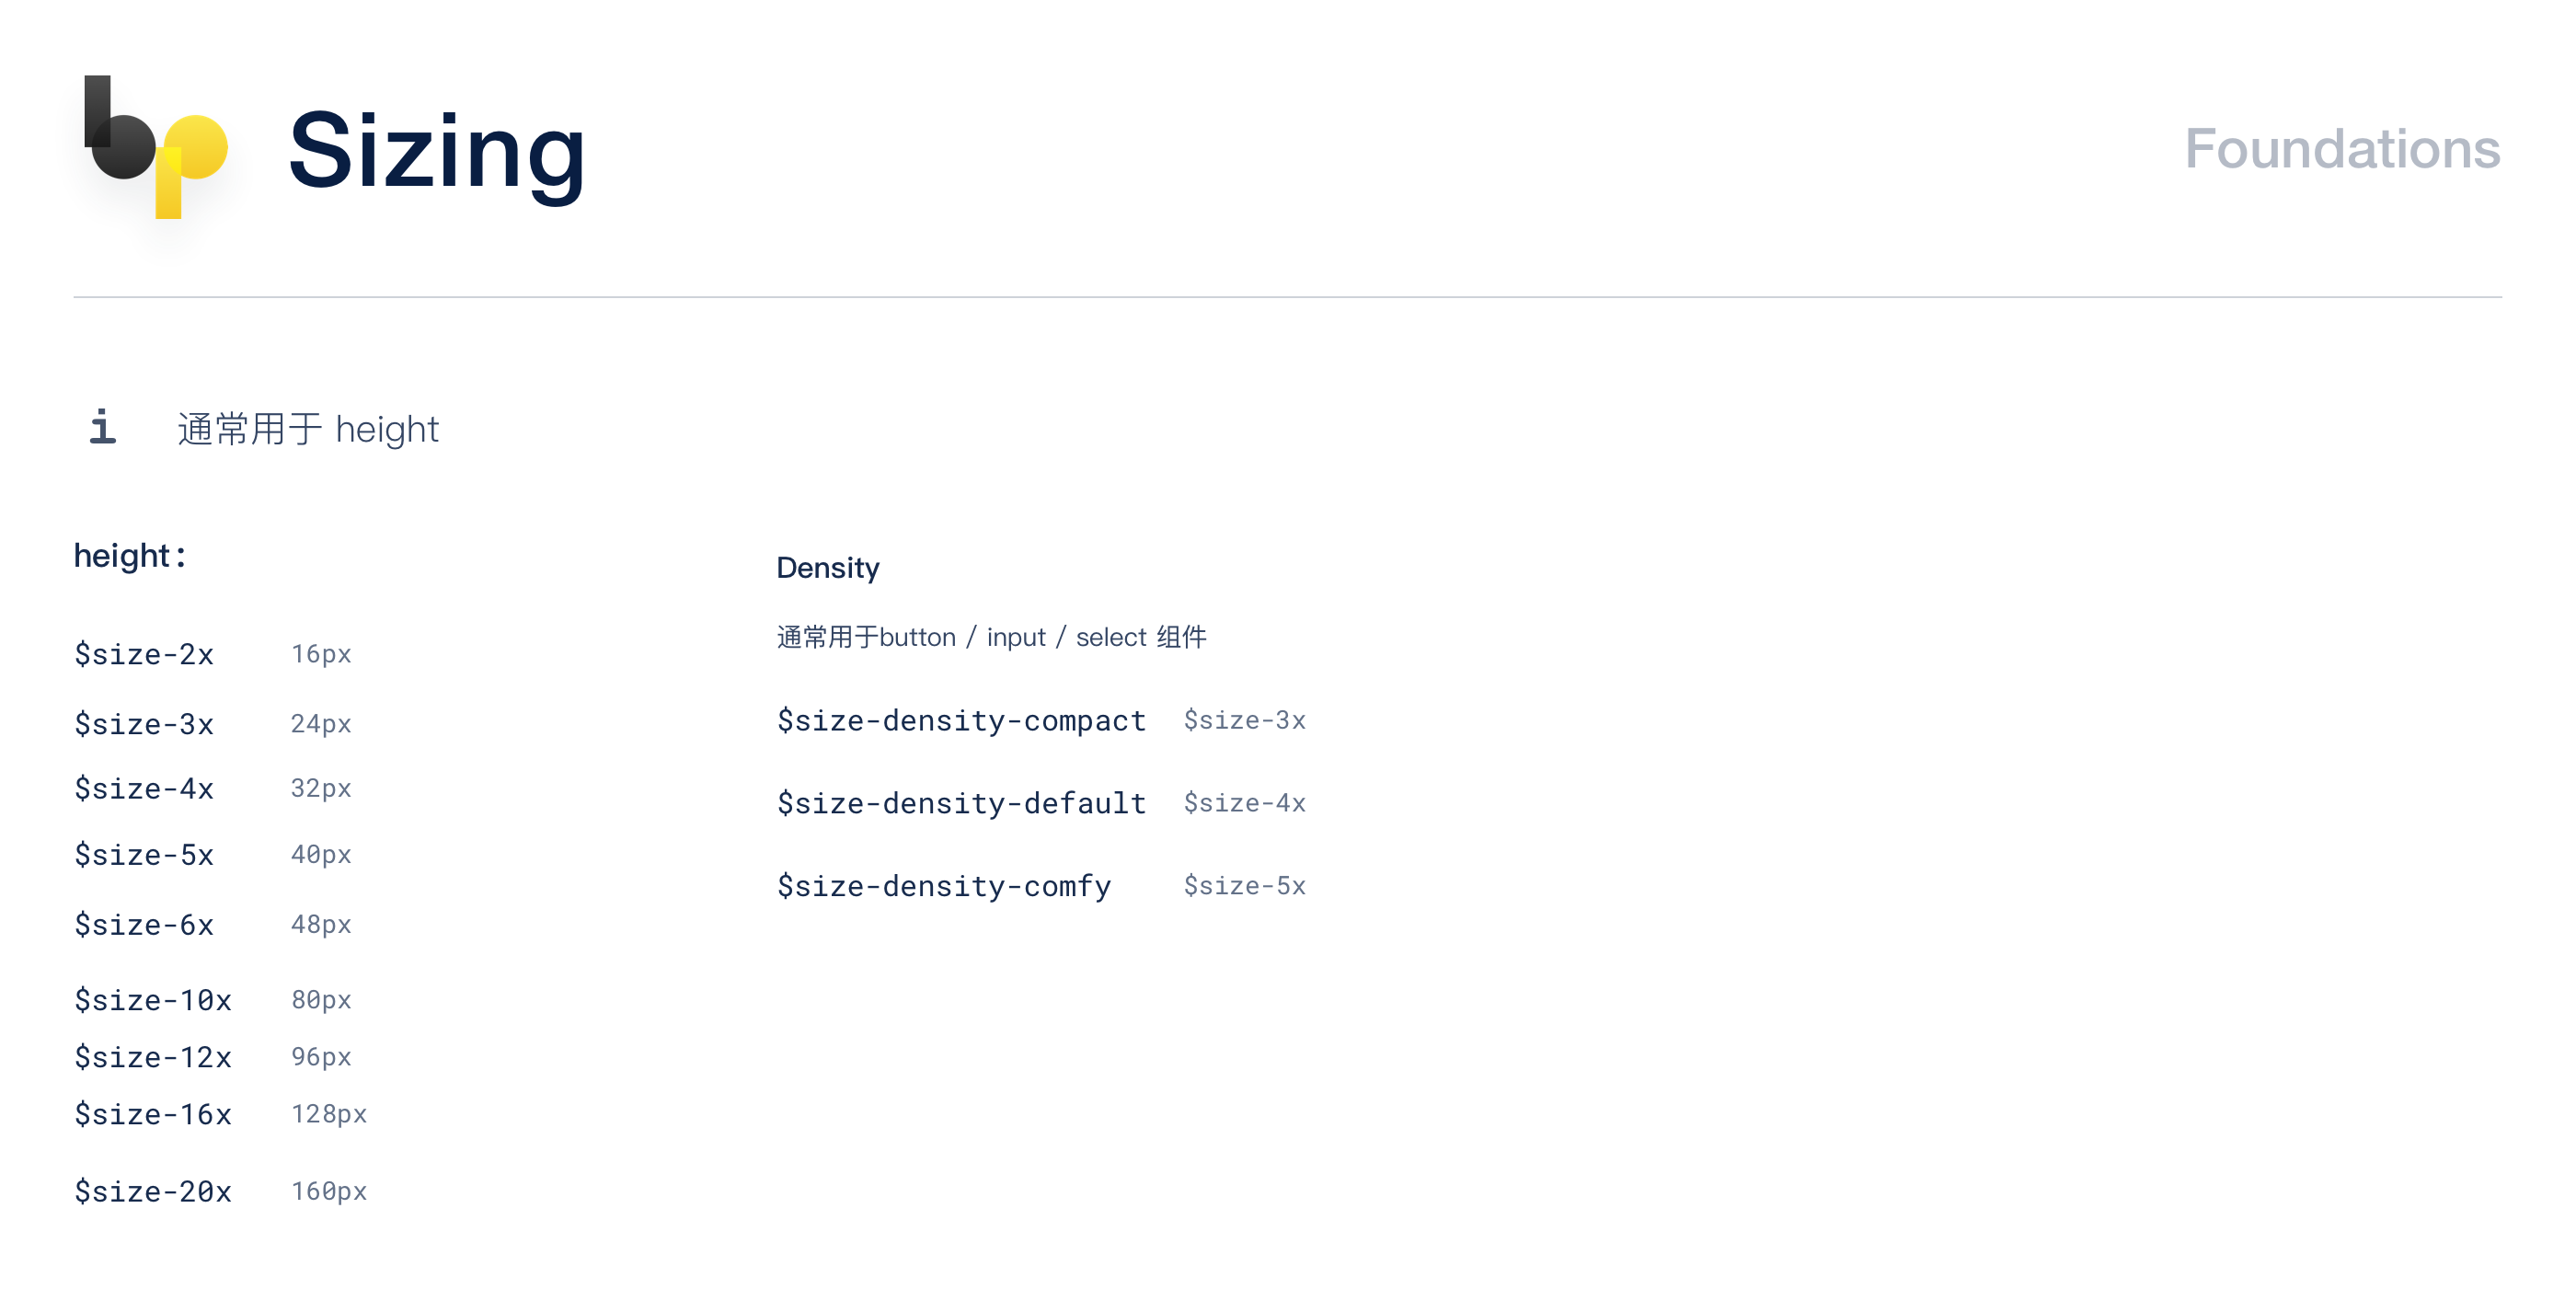 bp
Sizing
Foundations
i 通常用于 height
height:
$size-2x 16px
$size-3x 24px
$size-4x 32px
$size-5x 40px
$size-6x 48px
$size-10x 80px
$size-12x 96px
$size-16x 128px
$size-20x 160px
Density
通常用于button / input / select 组件
$size-density-compact $size-3x
$size-density-default $size-4x
$size-density-comfy $size-5x